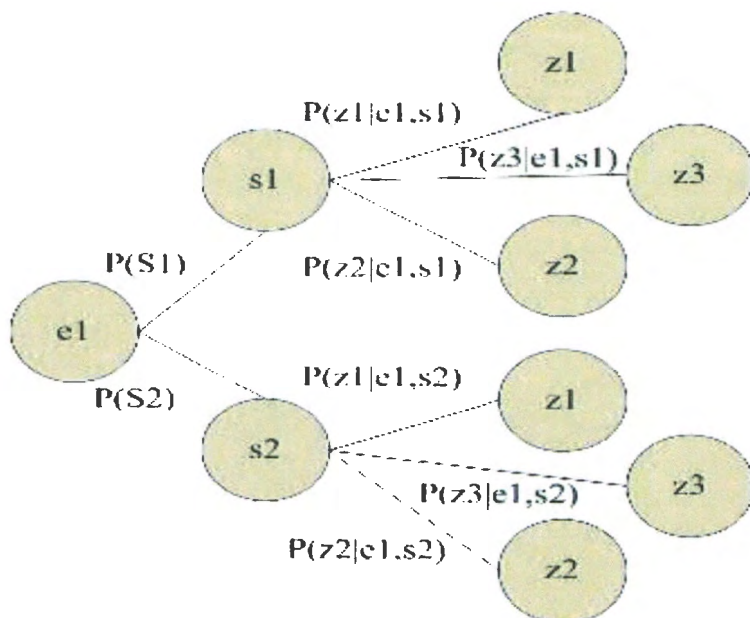 z1
P(z1|e1,s1)
P(z3|e1,s1)
s1
z3
P(S1)
P(z2|e1,s1)
z2
e1
P(z1|e1,s2)
P(S2)
z1
s2
z3
P(z3|e1,s2)
P(z2|e1,s2)
z2